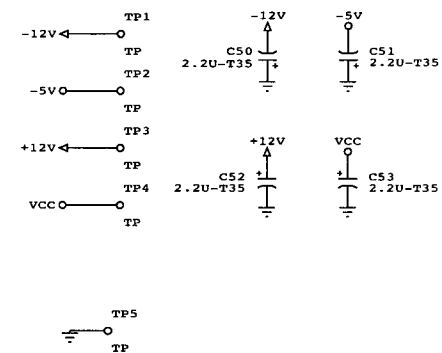 TP1
-12V
TP
TP2
-5V
TP
TP3
+12V
TP
TP4
VCC
TP
TP5
TP
-12V
C50
2.2U-T35
+
-5V
C51
2.2U-T35
+
+12V
+
C52
2.2U-T35
VCC
+
C53
2.2U-T35